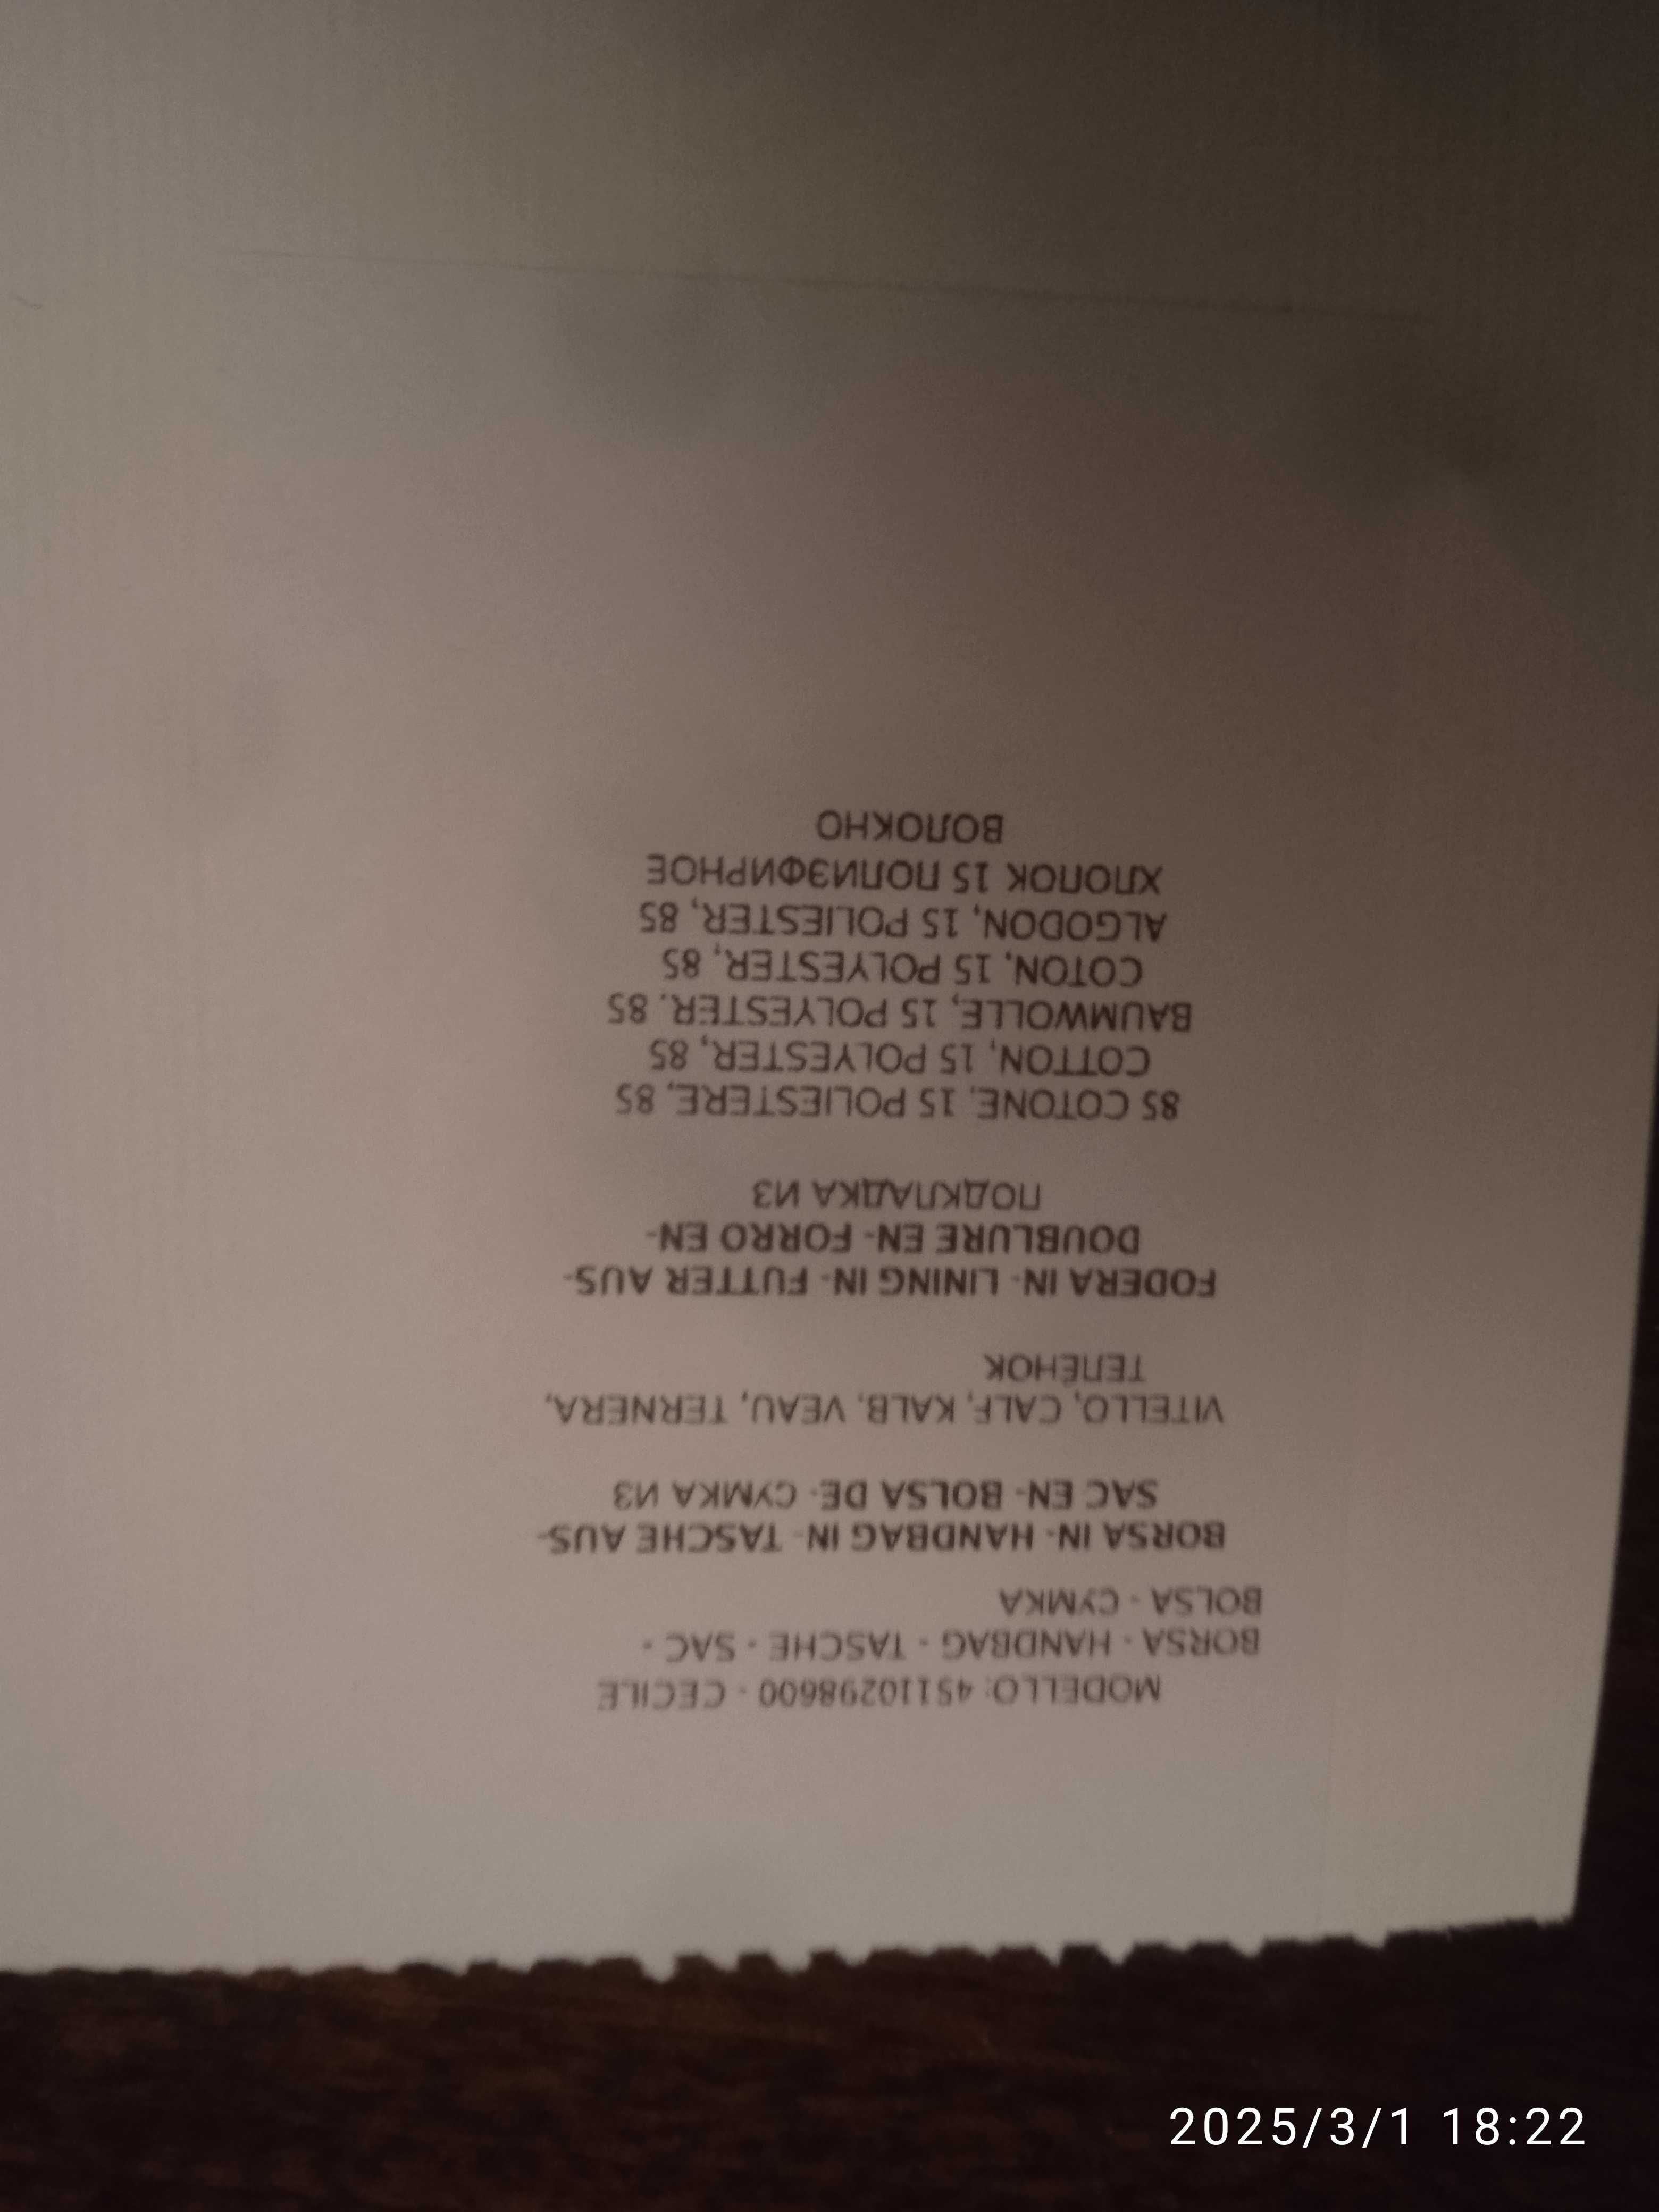 MODELLO: 45110298600 - CECILE
BORSA - HANDBAG - TASCHE - SAC -
BOLSA - СУМКА
BORSA IN- HANDBAG IN- TASCHE AUS-
SAC EN- BOLSA DE- СУМКА ИЗ
VITELLO, CALF, KALB, VEAU, TERNERA,
ТЕЛЁНОК
FODERA IN- LINING IN- FUTTER AUS-
DOUBLURE EN- FORRO EN-
ПОДКЛАДКА ИЗ
85 COTONE, 15 POLIESTERE, 85
COTTON, 15 POLYESTER, 85
BAUMWOLLE, 15 POLYESTER, 85
COTON, 15 POLYESTER, 85
ALGODON, 15 POLIESTER, 85
ХЛОПОК 15 ПОЛИЭФИРНОЕ
ВОЛОКНО
2025/3/1 18:22